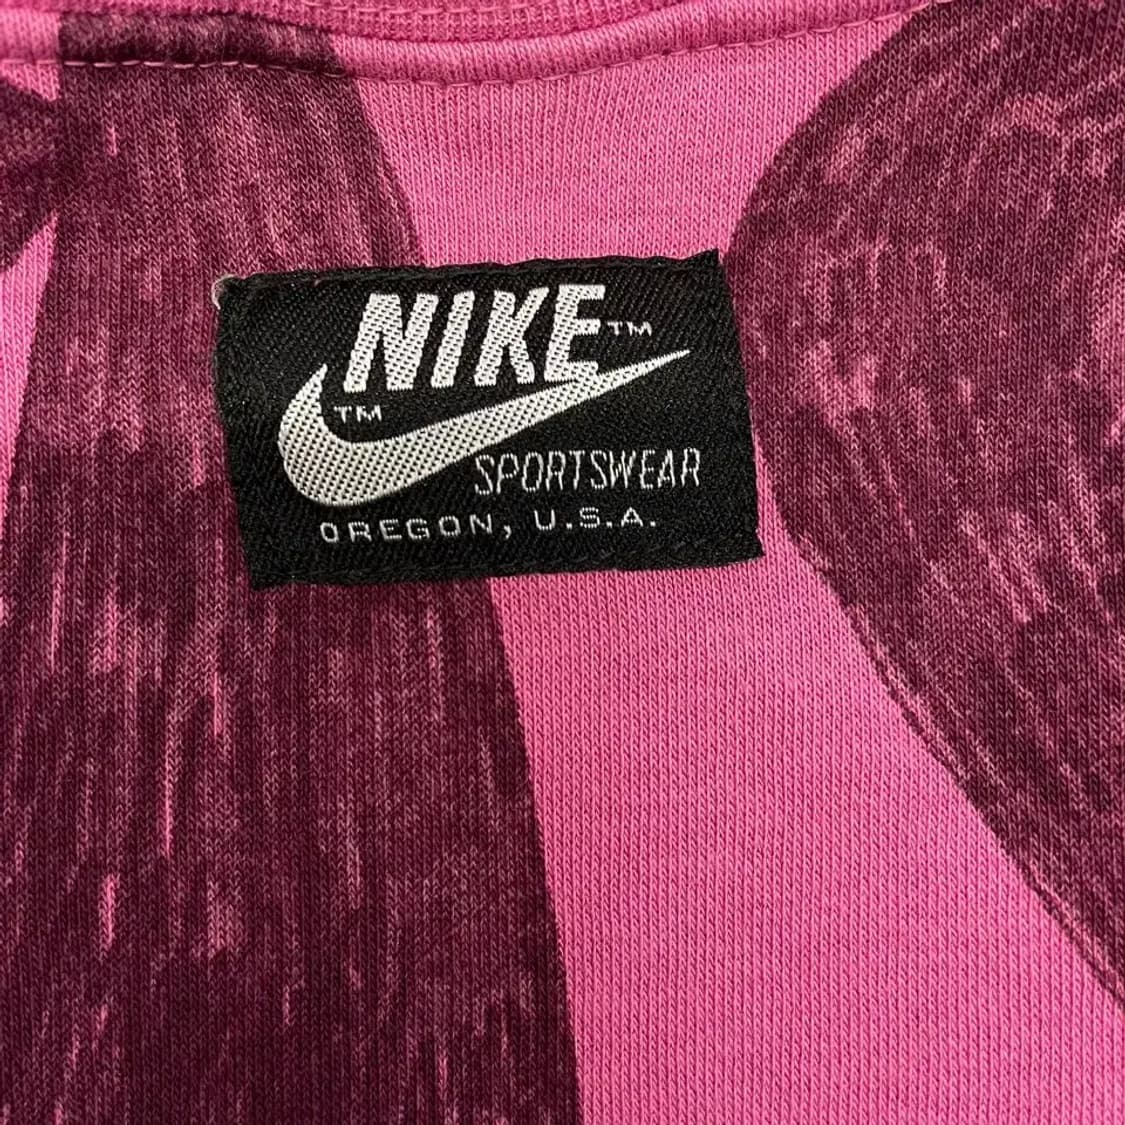 NIKE™
™
SPORTSWEAR
OREGON, U.S.A.